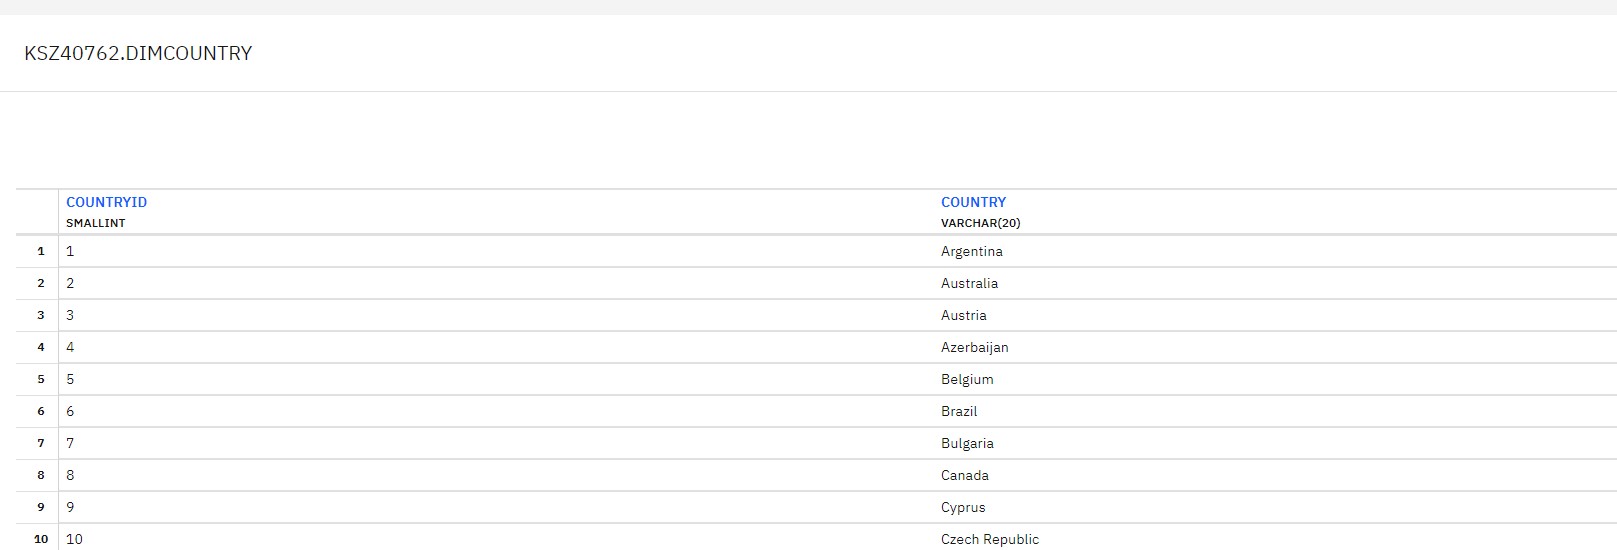 KSZ40762.DIMCOUNTRY
COUNTRYID COUNTRY
SMALLINT VARCHAR(20)
1 1 Argentina
2 2 Australia
3 3 Austria
4 4 Azerbaijan
5 5 Belgium
6 6 Brazil
7 7 Bulgaria
8 8 Canada
9 9 Cyprus
10 10 Czech Republic